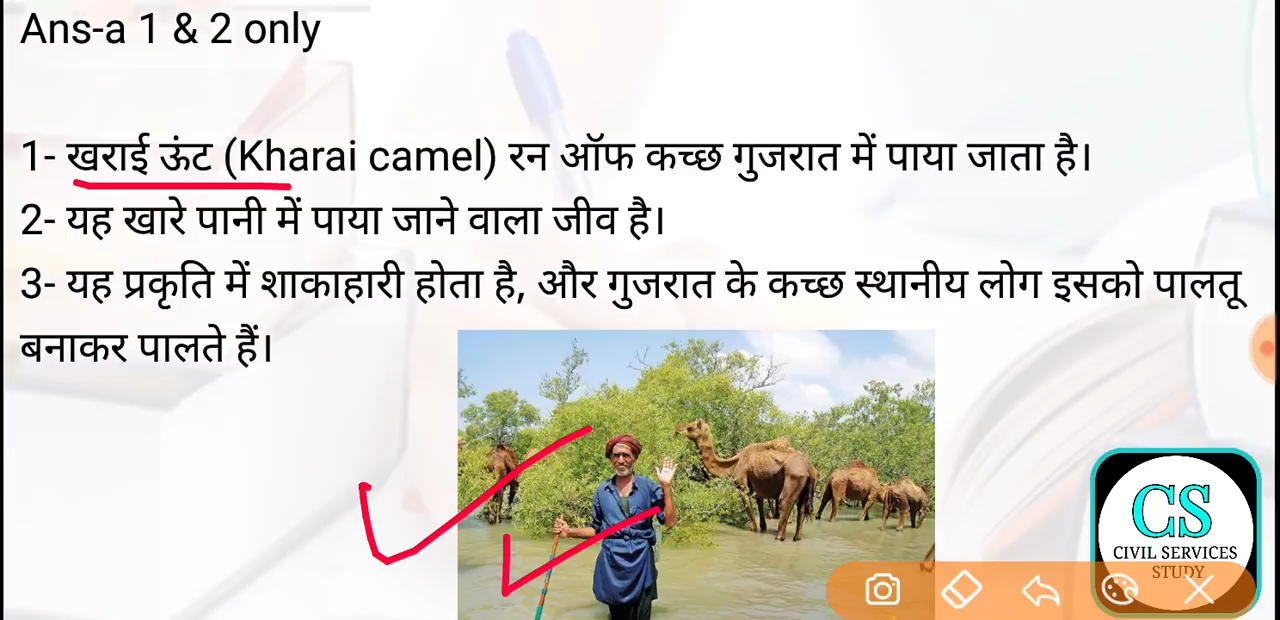 Ans-a 1 & 2 only
1- खराई ऊंट (Kharai camel) रन ऑफ कच्छ गुजरात में पाया जाता है।
2- यह खारे पानी में पाया जाने वाला जीव है।
3- यह प्रकृति में शाकाहारी होता है, और गुजरात के कच्छ स्थानीय लोग इसको पालतू
बनाकर पालते हैं।
CS
CIVIL SERVICES
STUDY